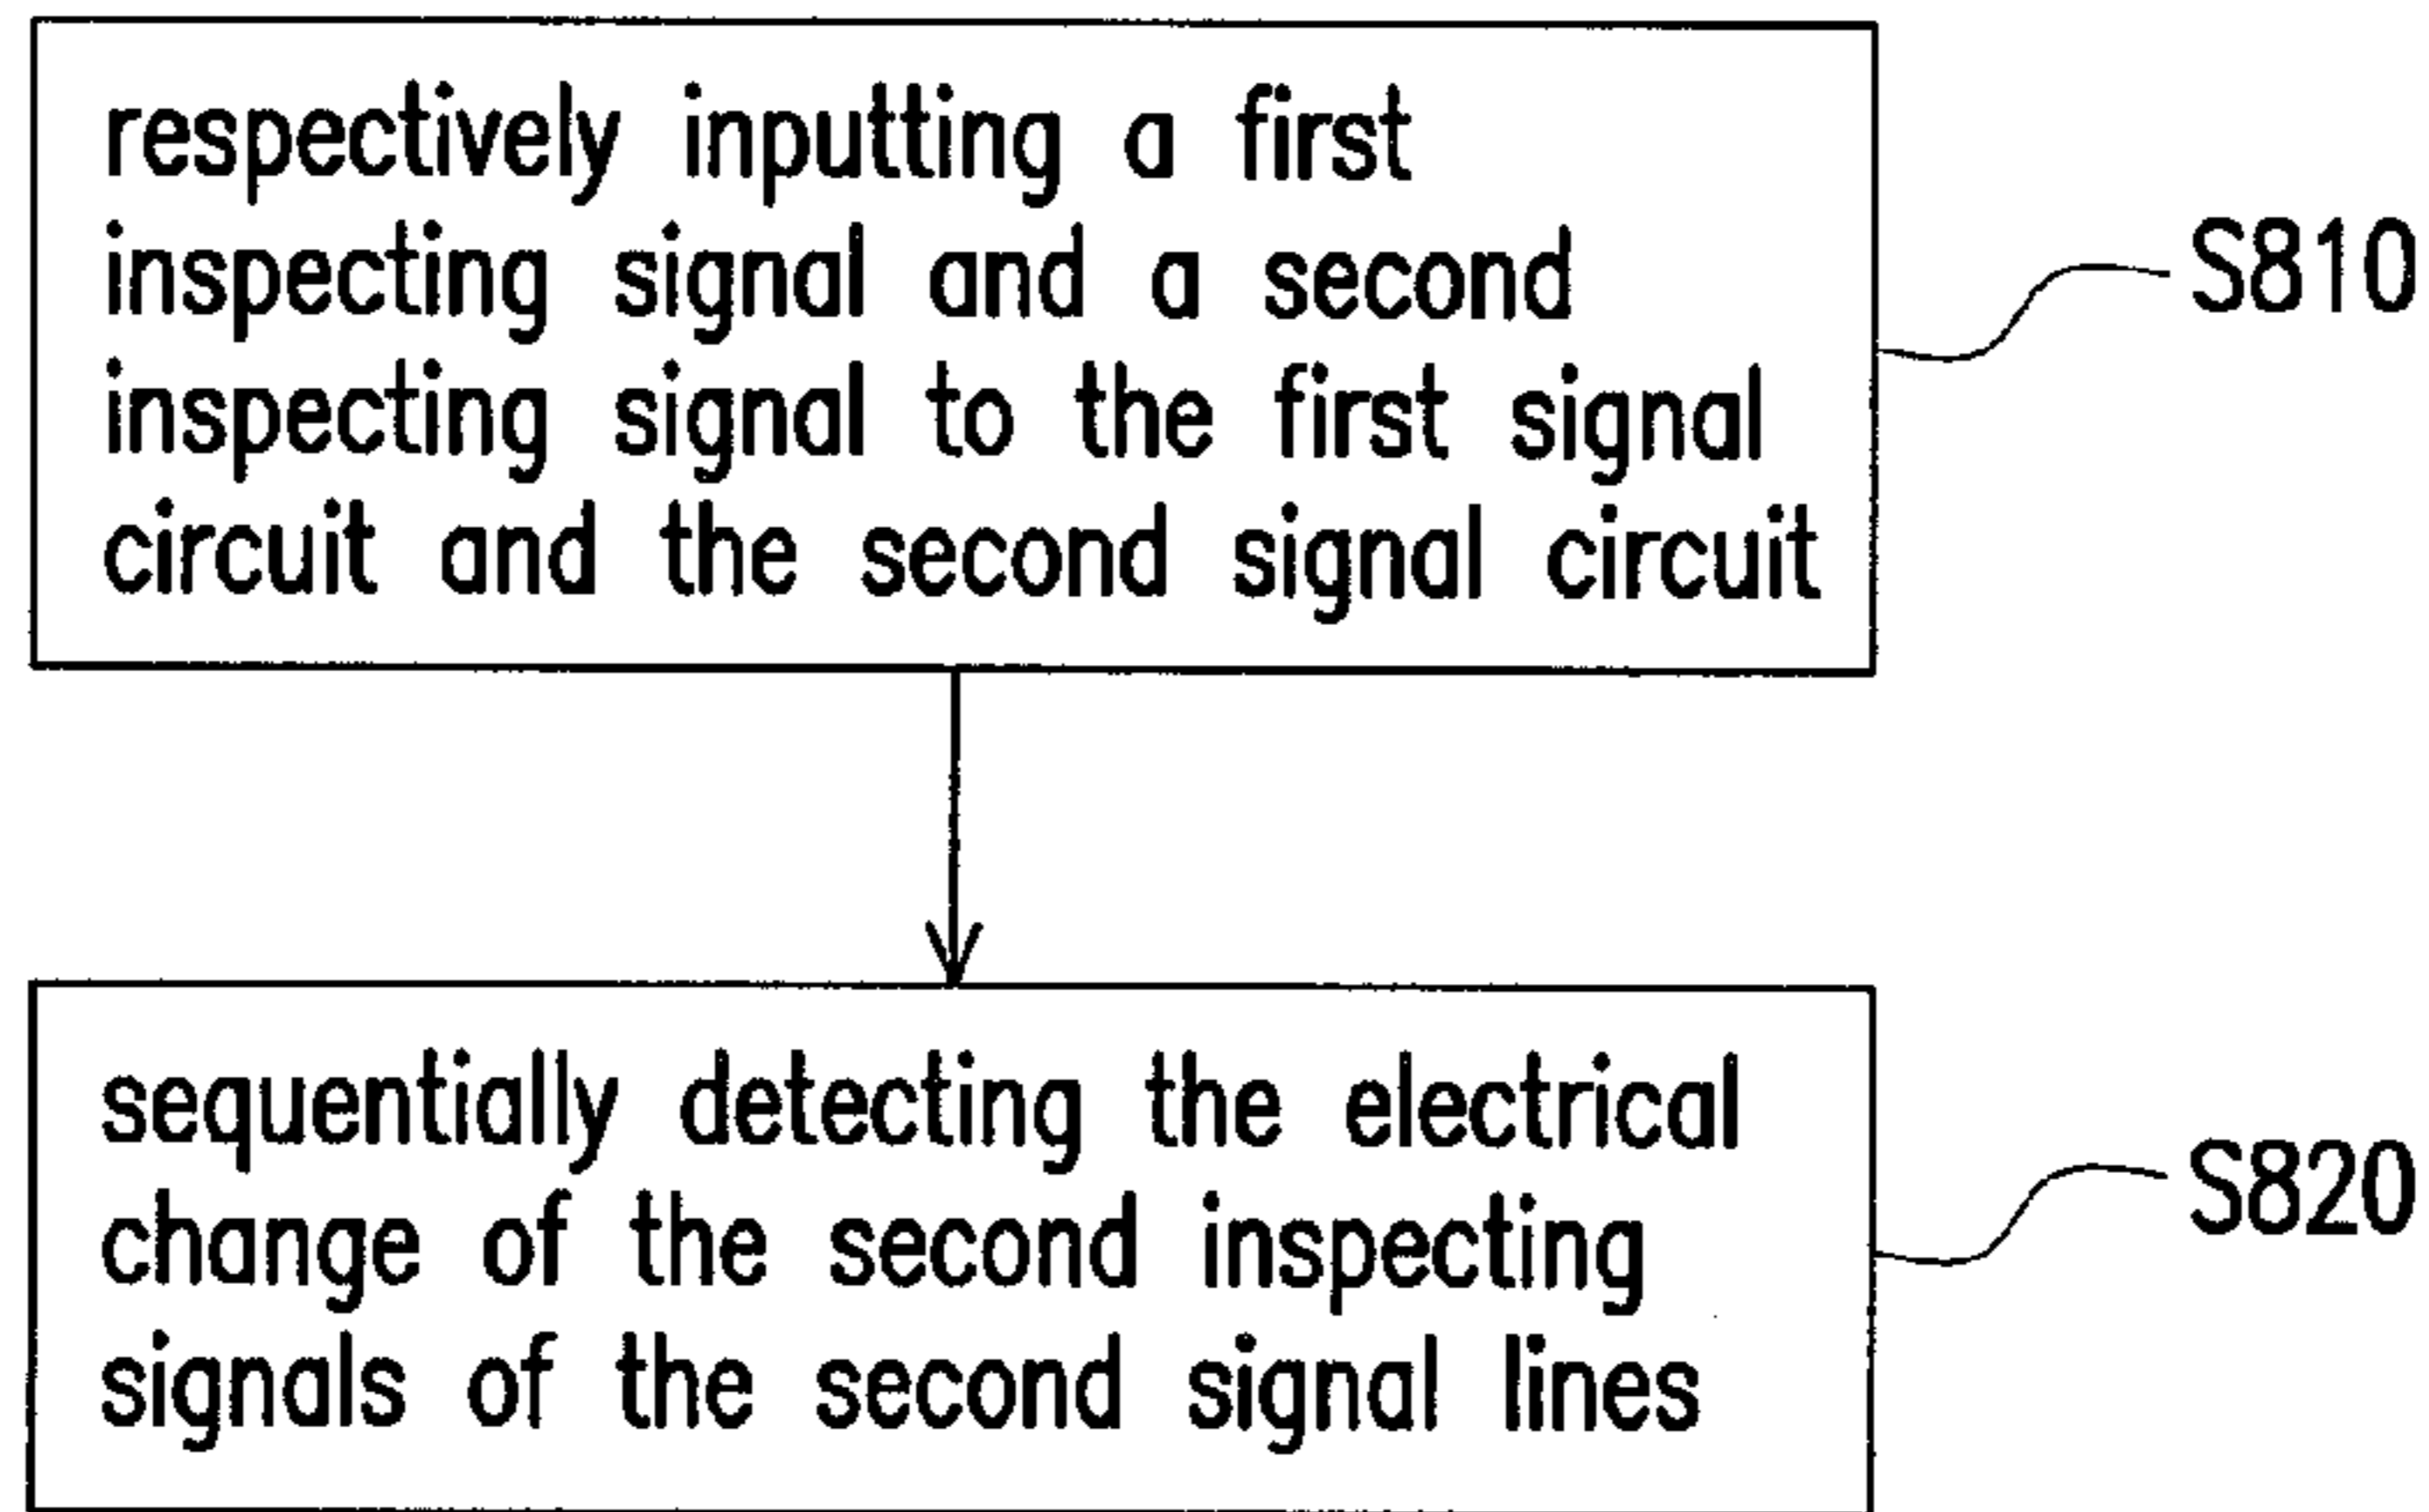 respectively inputting a first
inspecting signal and a second
inspecting signal to the first signal
circuit and the second signal circuit
S810
sequentially detecting the electrical
change of the second inspecting
signals of the second signal lines
S820